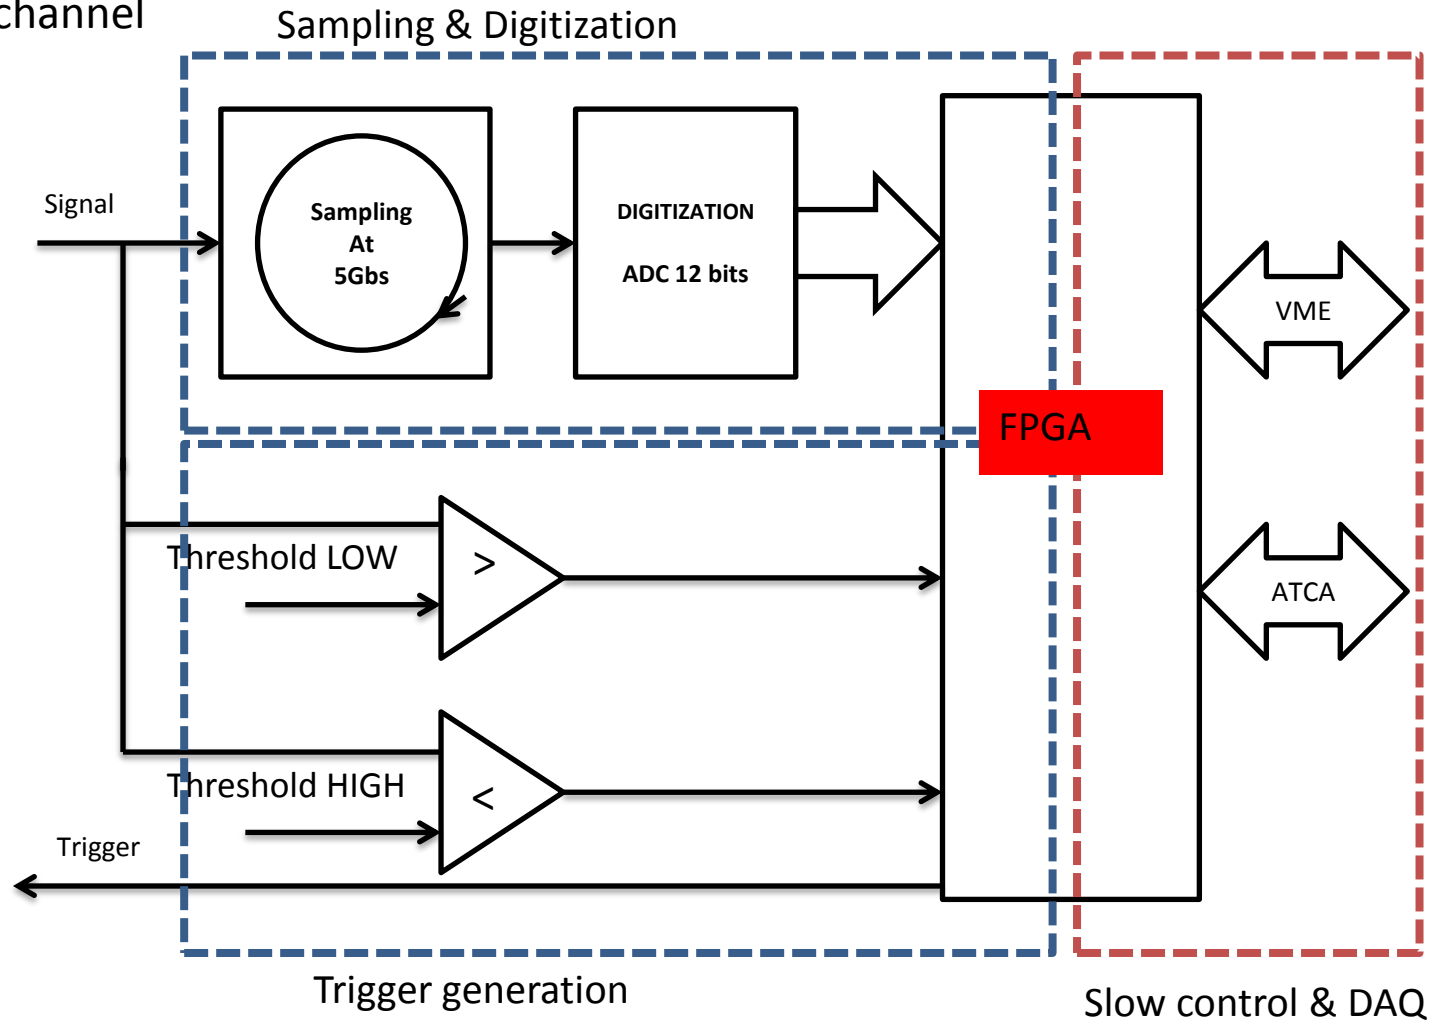 channel
Sampling & Digitization
Signal
Sampling
At
5Gbs
DIGITIZATION
ADC 12 bits
VME
FPGA
Threshold LOW
>
ATCA
Threshold HIGH
<
Trigger
Trigger generation
Slow control & DAQ